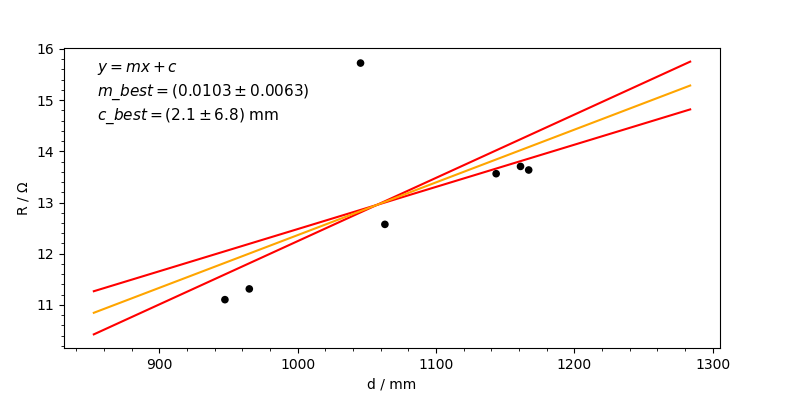 16
15
14
13
12
11
R / Ω
y = mx + c
m_best = (0.0103 ± 0.0063)
c_best = (2.1 ± 6.8) mm
900 1000 1100 1200 1300
d / mm